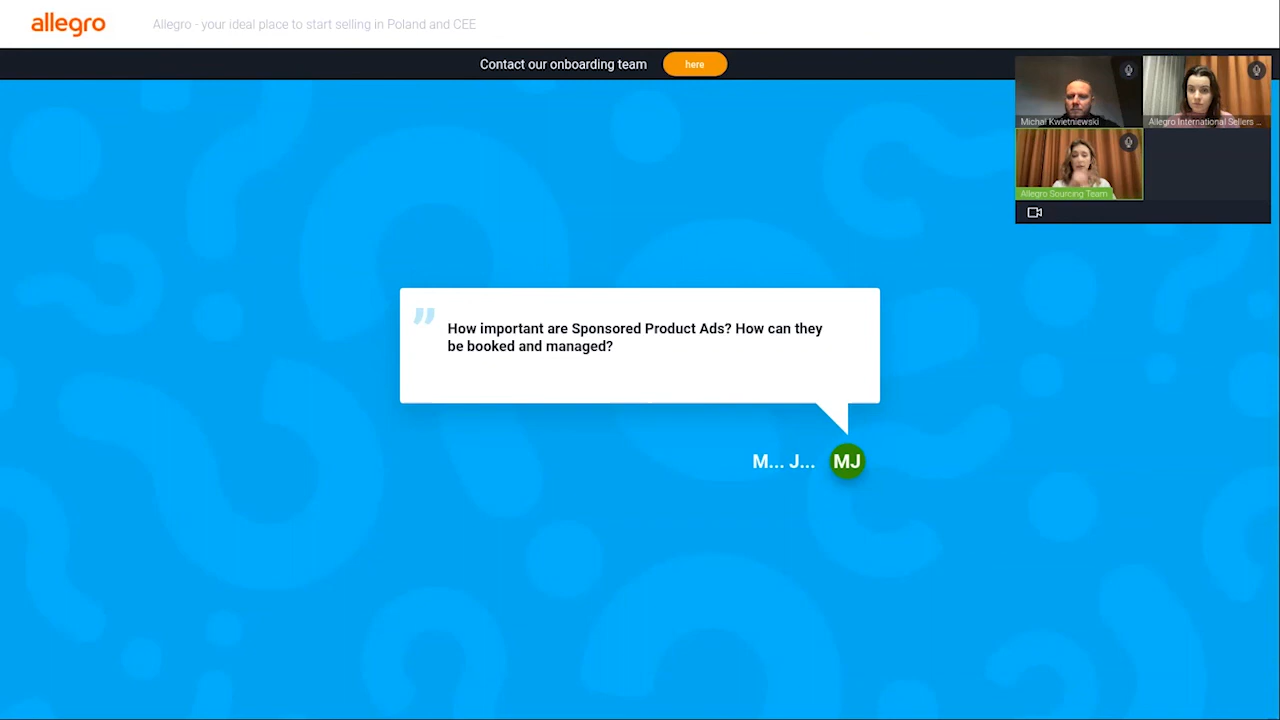 allegro
Allegro - your ideal place to start selling in Poland and CEE
Contact our onboarding team
here
Michał Kwietniewski
Allegro International Sellers ...
Allegro Sourcing Team
”
How important are Sponsored Product Ads? How can they
be booked and managed?
M... J...
MJ